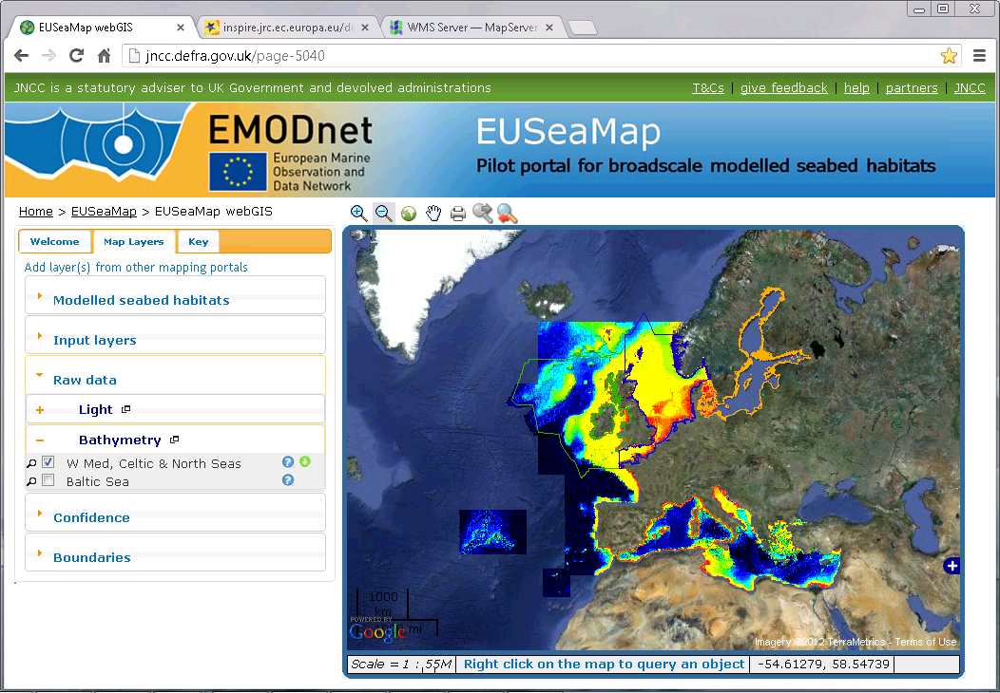 EUSeaMap webGIS
inspire.jrc.ec.europa.eu/do
WMS Server — MapServer
jncc.defra.gov.uk/page-5040
JNCC is a statutory adviser to UK Government and devolved administrations
T&Cs | give feedback | help | partners | JNCC
EMODnet
European Marine
Observation and
Data Network
EUSeaMap
Pilot portal for broadscale modelled seabed habitats
Home > EUSeaMap > EUSeaMap webGIS
Welcome
Map Layers
Key
Add layer(s) from other mapping portals
Modelled seabed habitats
Input layers
Raw data
Light
Bathymetry
W Med, Celtic & North Seas
Baltic Sea
Confidence
Boundaries
1000
km
mi
POWERED BY
Google
Imagery ©2012 TerraMetrics - Terms of Use
Scale = 1 : 55M
Right click on the map to query an object
-54.61279, 58.54739